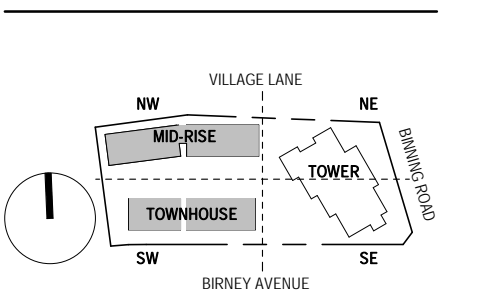 VILLAGE LANE
NW
NE
MID-RISE
BINNING ROAD
TOWER
TOWNHOUSE
SW
SE
BIRNEY AVENUE